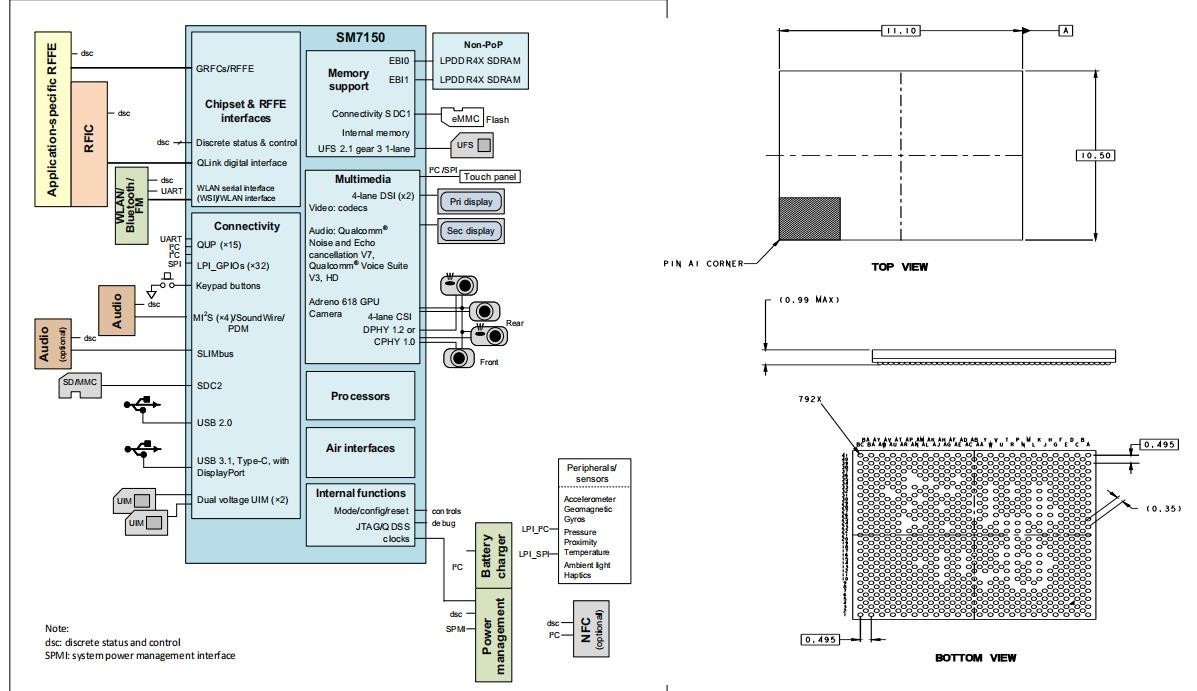 SM7150
Application-specific RFFE
dsc
RFIC
dsc
GRFCs/RFFE
Chipset & RFFE
interfaces
dsc
Discrete status & control
QLink digital interface
WLAN/
Bluetooth/
FM
dsc
UART
WLAN serial interface
(WSI)/WLAN interface
Memory
support
EBI0
EBI1
Connectivity SDC1
Internal memory
UFS 2.1 gear 3 1-lane
Non-PoP
LPDDR4X SDRAM
LPDDR4X SDRAM
eMMC
Flash
UFS
Connectivity
UART
I²C
I²C
SPI
QUP (×15)
LPI_GPIOs (×32)
Keypad buttons
Audio
dsc
MI²S (×4)/SoundWire/
PDM
Audio
(optional)
dsc
SLIMbus
SD/MMC
SDC2
USB 2.0
USB 3.1, Type-C, with
DisplayPort
UIM
UIM
Dual voltage UIM (×2)
Multimedia
I²C/SPI
Touch panel
4-lane DSI (x2)
Pri display
Sec display
Video: codecs
Audio: Qualcomm®
Noise and Echo
cancellation V7,
Qualcomm® Voice Suite
V3, HD
Adreno 618 GPU
Camera
4-lane CSI
DPHY 1.2 or
CPHY 1.0
W
W
Rear
Front
Processors
Air interfaces
Internal functions
Mode/config/reset
JTAG/QDSS
clocks
controls
debug
Battery
charger
I²C
Power
management
dsc
SPMI
Peripherals/
sensors
Accelerometer
Geomagnetic
Gyros
Pressure
Proximity
Temperature
Ambient light
Haptics
LPI_I²C
LPI_SPI
dsc
I²C
NFC
(optional)
Note:
dsc: discrete status and control
SPMI: system power management interface
11.10
A
10.50
PIN A1 CORNER
TOP VIEW
(0.99 MAX)
792X
0.495
(0.35)
0.495
BOTTOM VIEW